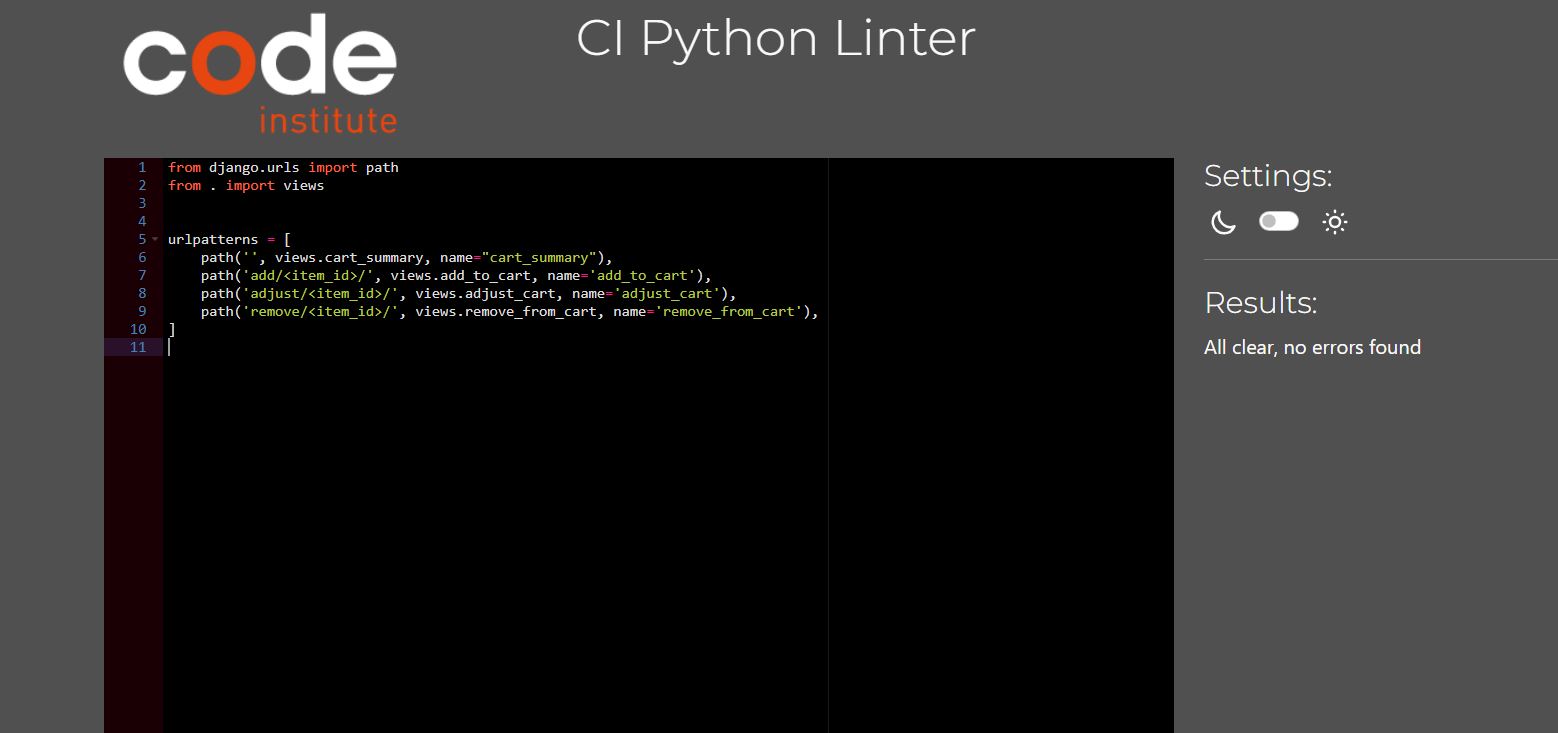 code
institute
CI Python Linter
1 from django.urls import path
2 from . import views
3
4
5 urlpatterns = [
6     path('', views.cart_summary, name="cart_summary"),
7     path('add/<item_id>/', views.add_to_cart, name='add_to_cart'),
8     path('adjust/<item_id>/', views.adjust_cart, name='adjust_cart'),
9     path('remove/<item_id>/', views.remove_from_cart, name='remove_from_cart'),
10 ]
11
Settings:
Results:
All clear, no errors found